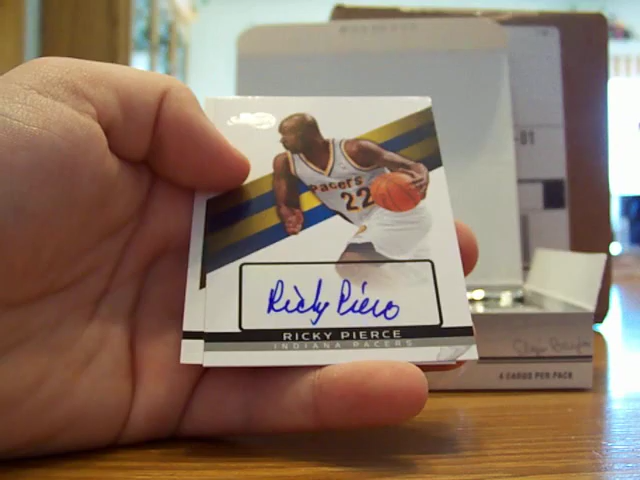 Pacers
22
Ricky Pierce
RICKY PIERCE
INDIANA PACERS
4 CARDS PER PACK